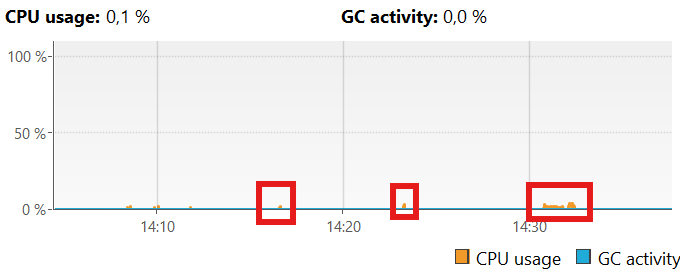 CPU usage: 0,1 % GC activity: 0,0 %
100 %
50 %
0 %
14:10 14:20 14:30
CPU usage GC activity